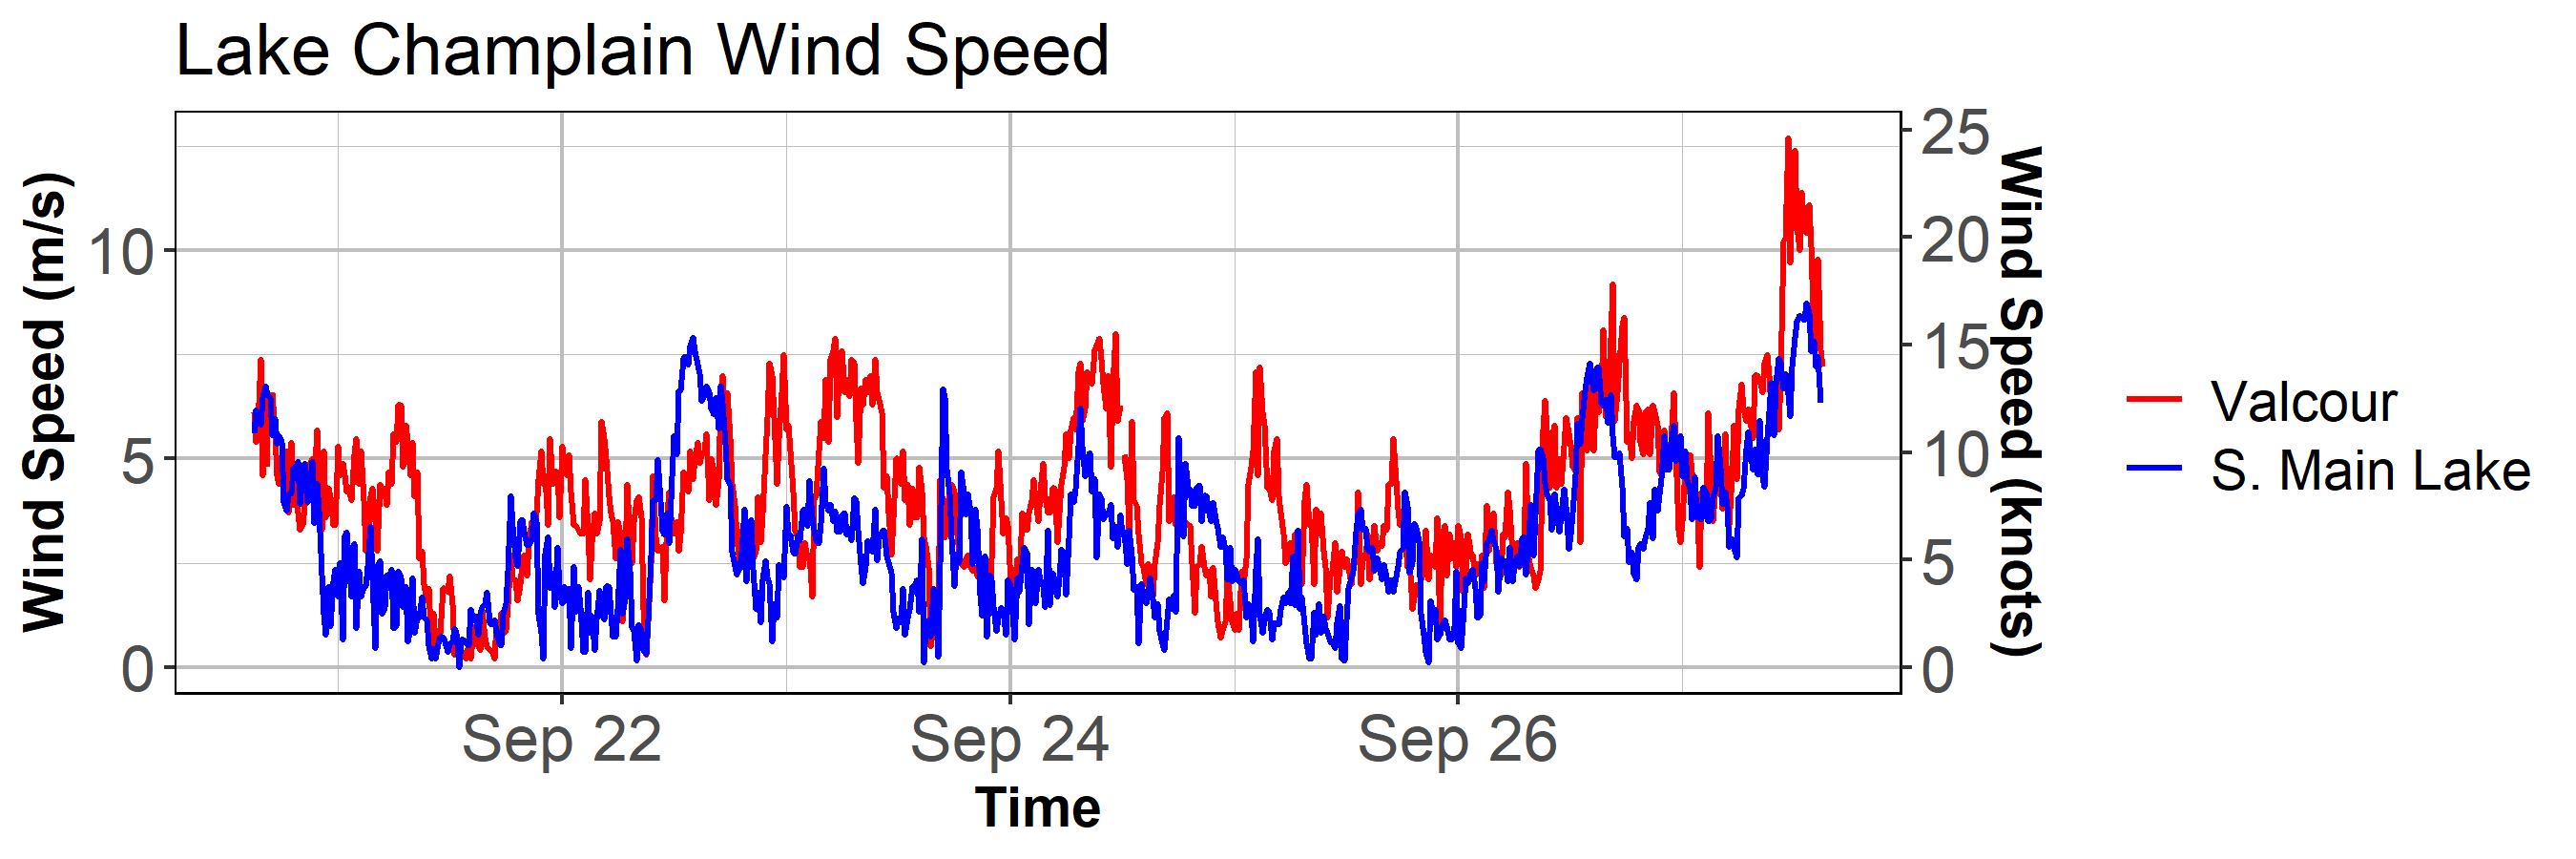 Lake Champlain Wind Speed
Wind Speed (m/s)
10
5
0
25
20
15
10
5
0
Wind Speed (knots)
Sep 22
Sep 24
Sep 26
Time
Valcour
S. Main Lake